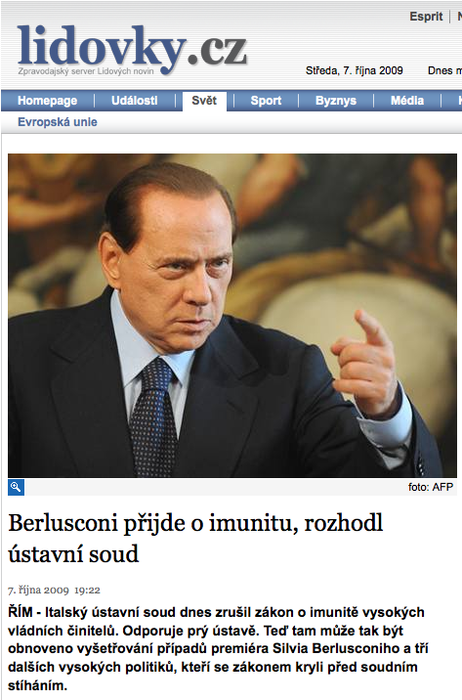 Esprit
lidovky.cz
Zpravodajský server Lidových novin
Středa, 7. října 2009 Dnes m
Homepage Události Svět Sport Byznys Média
Evropská unie
foto: AFP
Berlusconi přijde o imunitu, rozhodl
ústavní soud
7. října 2009 19:22
ŘÍM - Italský ústavní soud dnes zrušil zákon o imunitě vysokých
vládních činitelů. Odporuje prý ústavě. Teď tam může tak být
obnoveno vyšetřování případů premiéra Silvia Berlusconiho a tří
dalších vysokých politiků, kteří se zákonem kryli před soudním
stíháním.